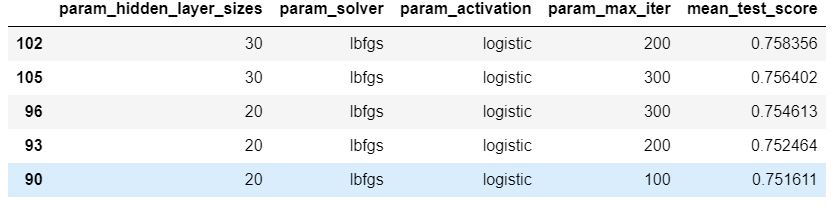 param_hidden_layer_sizes param_solver param_activation param_max_iter mean_test_score
102 30 lbfgs logistic 200 0.758356
105 30 lbfgs logistic 300 0.756402
96 20 lbfgs logistic 300 0.754613
93 20 lbfgs logistic 200 0.752464
90 20 lbfgs logistic 100 0.751611